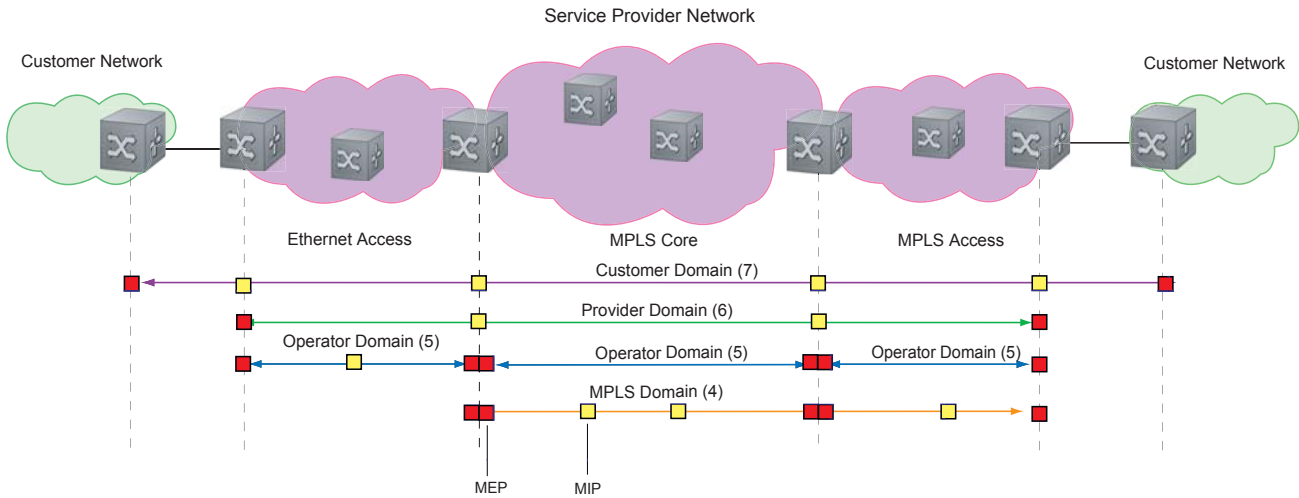 Service Provider Network
Customer Network
Customer Network
Ethernet Access
MPLS Core
MPLS Access
Customer Domain (7)
Provider Domain (6)
Operator Domain (5)
Operator Domain (5)
Operator Domain (5)
MPLS Domain (4)
MEP
MIP